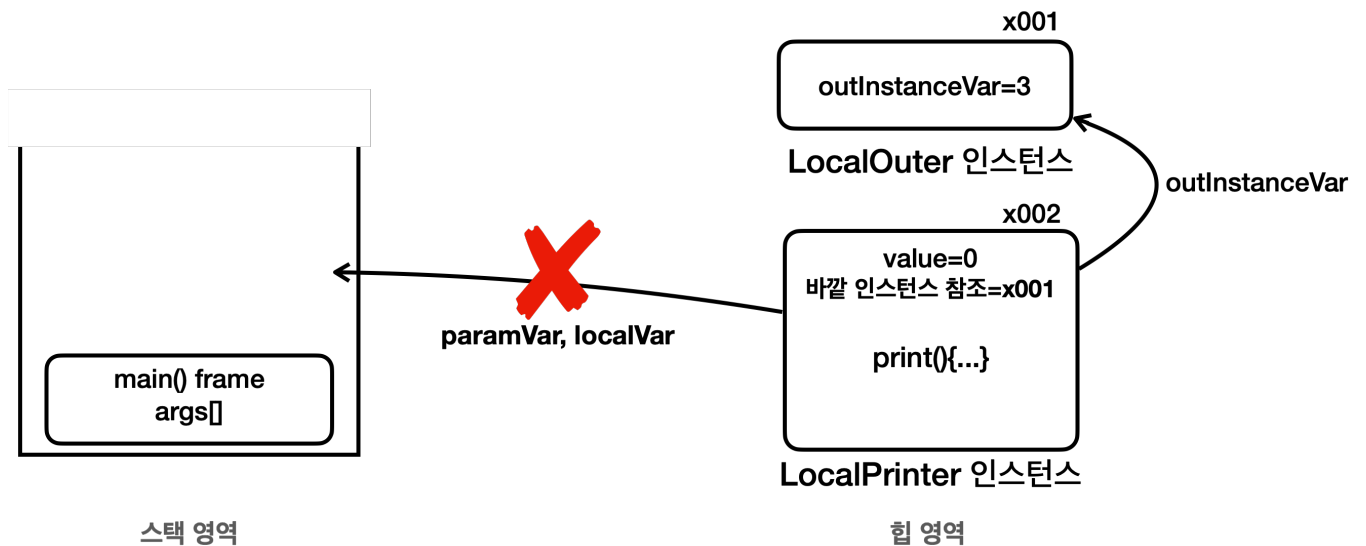 x001
outInstanceVar=3
LocalOuter 인스턴스
outInstanceVar
x002
value=0
바깥 인스턴스 참조=x001
print(){...}
LocalPrinter 인스턴스
paramVar, localVar
main() frame
args[]
스택 영역
힙 영역